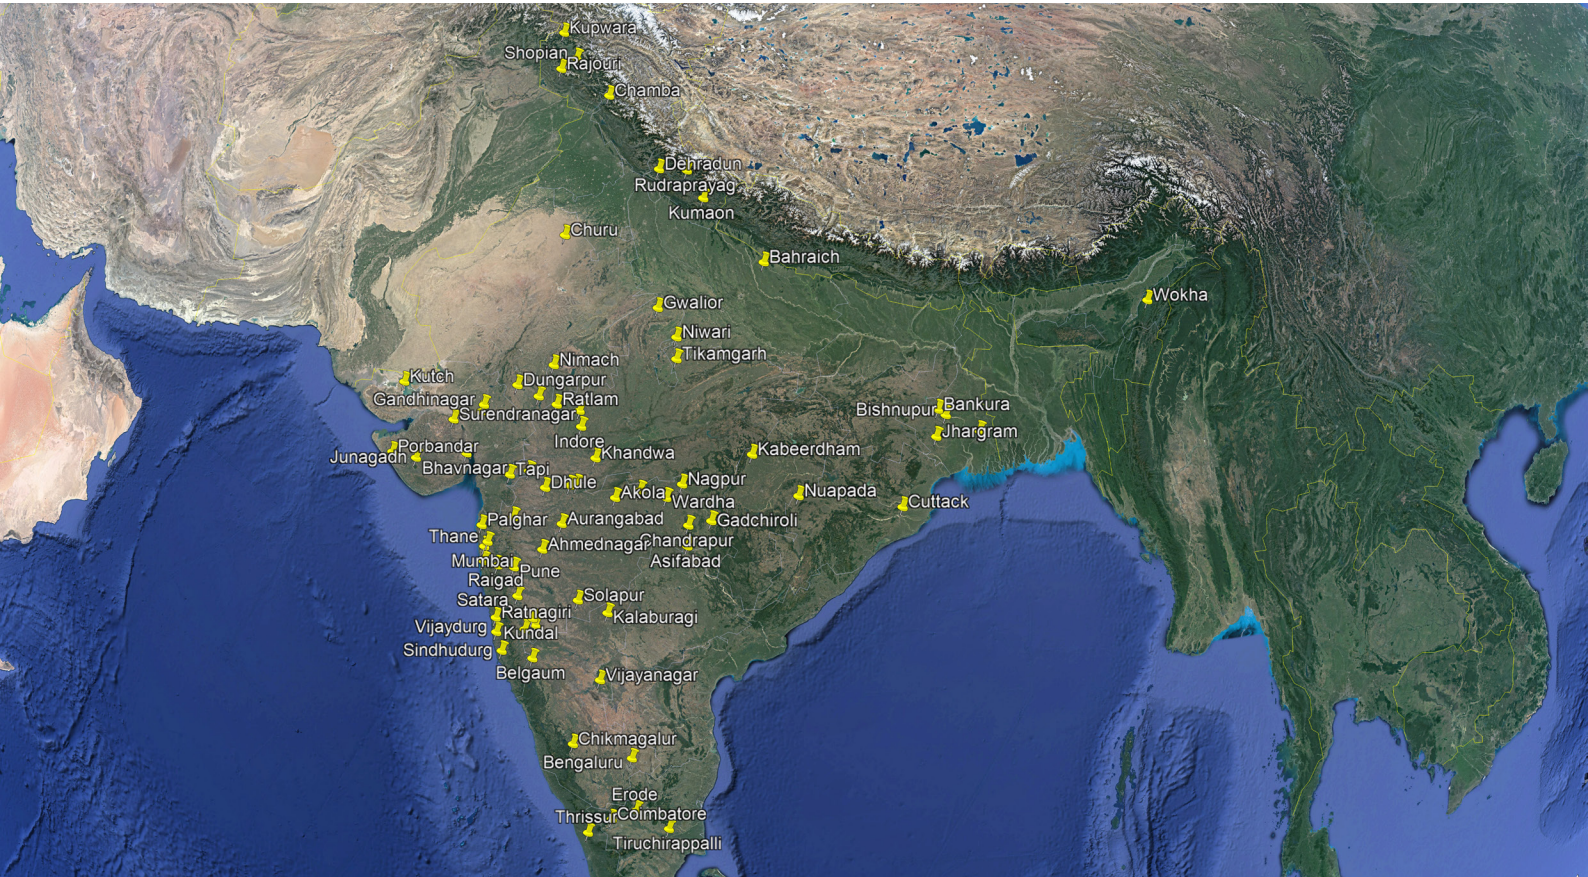 Kupwara
Shopian
Rajouri
Chamba
Dehradun
Rudraprayag
Kumaon
Churu
Bahraich
Wokha
Gwalior
Niwari
Tikamgarh
Nimach
Kutch
Dungarpur
Gandhinagar
Ratlam
Surendranagar
Bishnupur
Bankura
Jhargram
Indore
Porbandar
Junagadh
Khandwa
Kabeerdham
Bhavnagar
Tapi
Dhule
Nagpur
Akola
Wardha
Nuapada
Cuttack
Palghar
Aurangabad
Gadchiroli
Thane
Ahmednagar
Chandrapur
Mumbai
Asifabad
Pune
Raigad
Satara
Solapur
Ratnagiri
Kalaburagi
Vijaydurg
Kundal
Sindhudurg
Belgaum
Vijayanagar
Chikmagalur
Bengaluru
Erode
Thrissur
Coimbatore
Tiruchirappalli